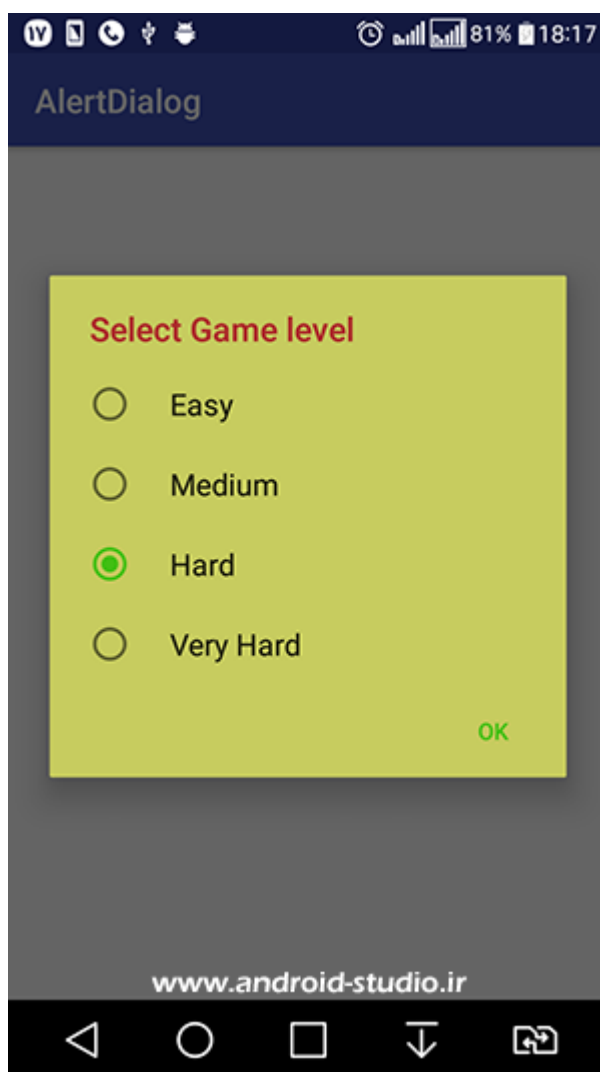 81% 18:17
AlertDialog
Select Game level
Easy
Medium
Hard
Very Hard
OK
www.android-studio.ir